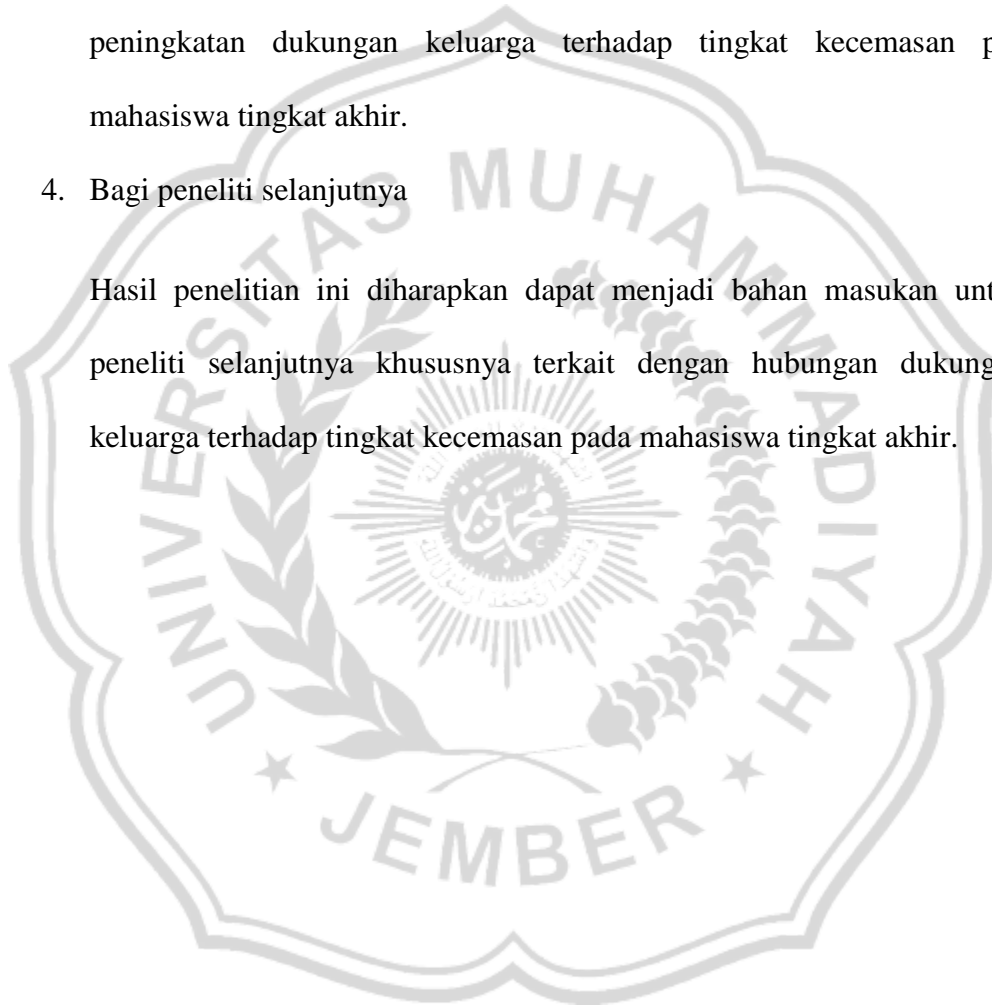 peningkatan dukungan keluarga terhadap tingkat kecemasan p
mahasiswa tingkat akhir.
4. Bagi peneliti selanjutnya
Hasil penelitian ini diharapkan dapat menjadi bahan masukan unt
peneliti selanjutnya khususnya terkait dengan hubungan dukung
keluarga terhadap tingkat kecemasan pada mahasiswa tingkat akhir.
UNIVERSITAS MUHAMMADIYAH
JEMBER